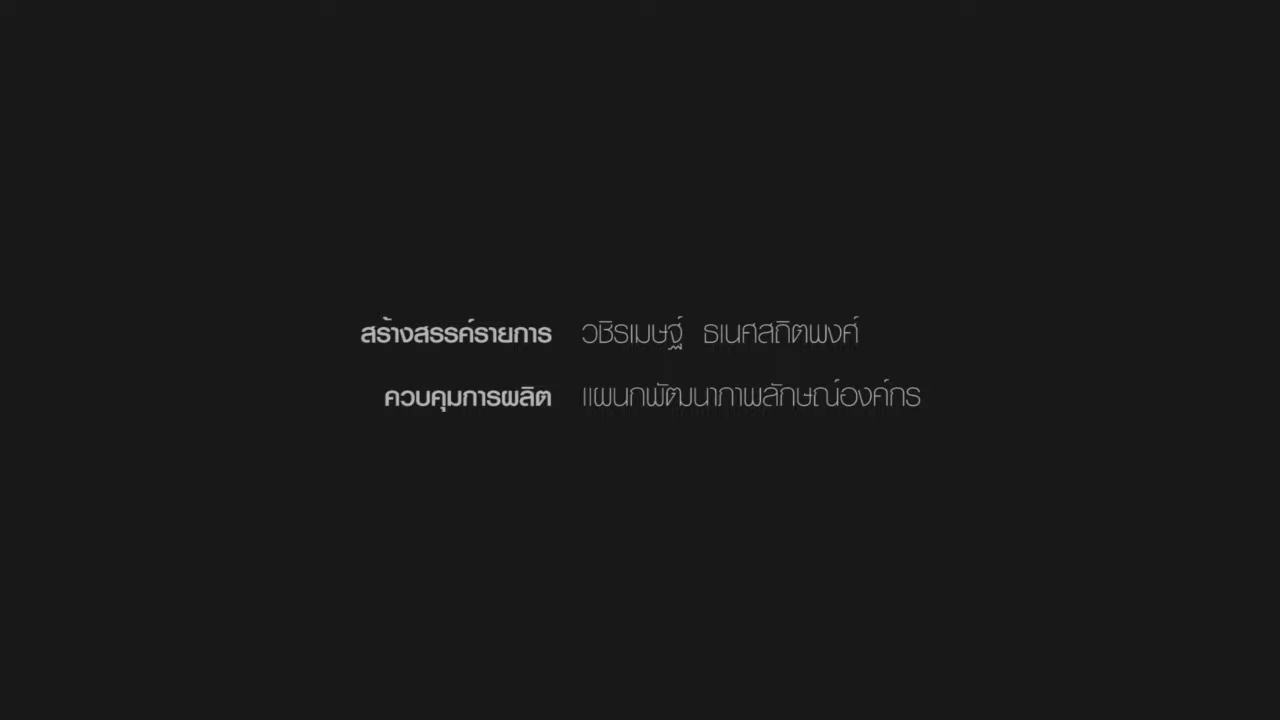 สร้างสรรค์รายการ วชิรเมษฐ์ ธเนศสถิตพงศ์
ควบคุมการผลิต แผนกพัฒนาภาพลักษณ์องค์กร